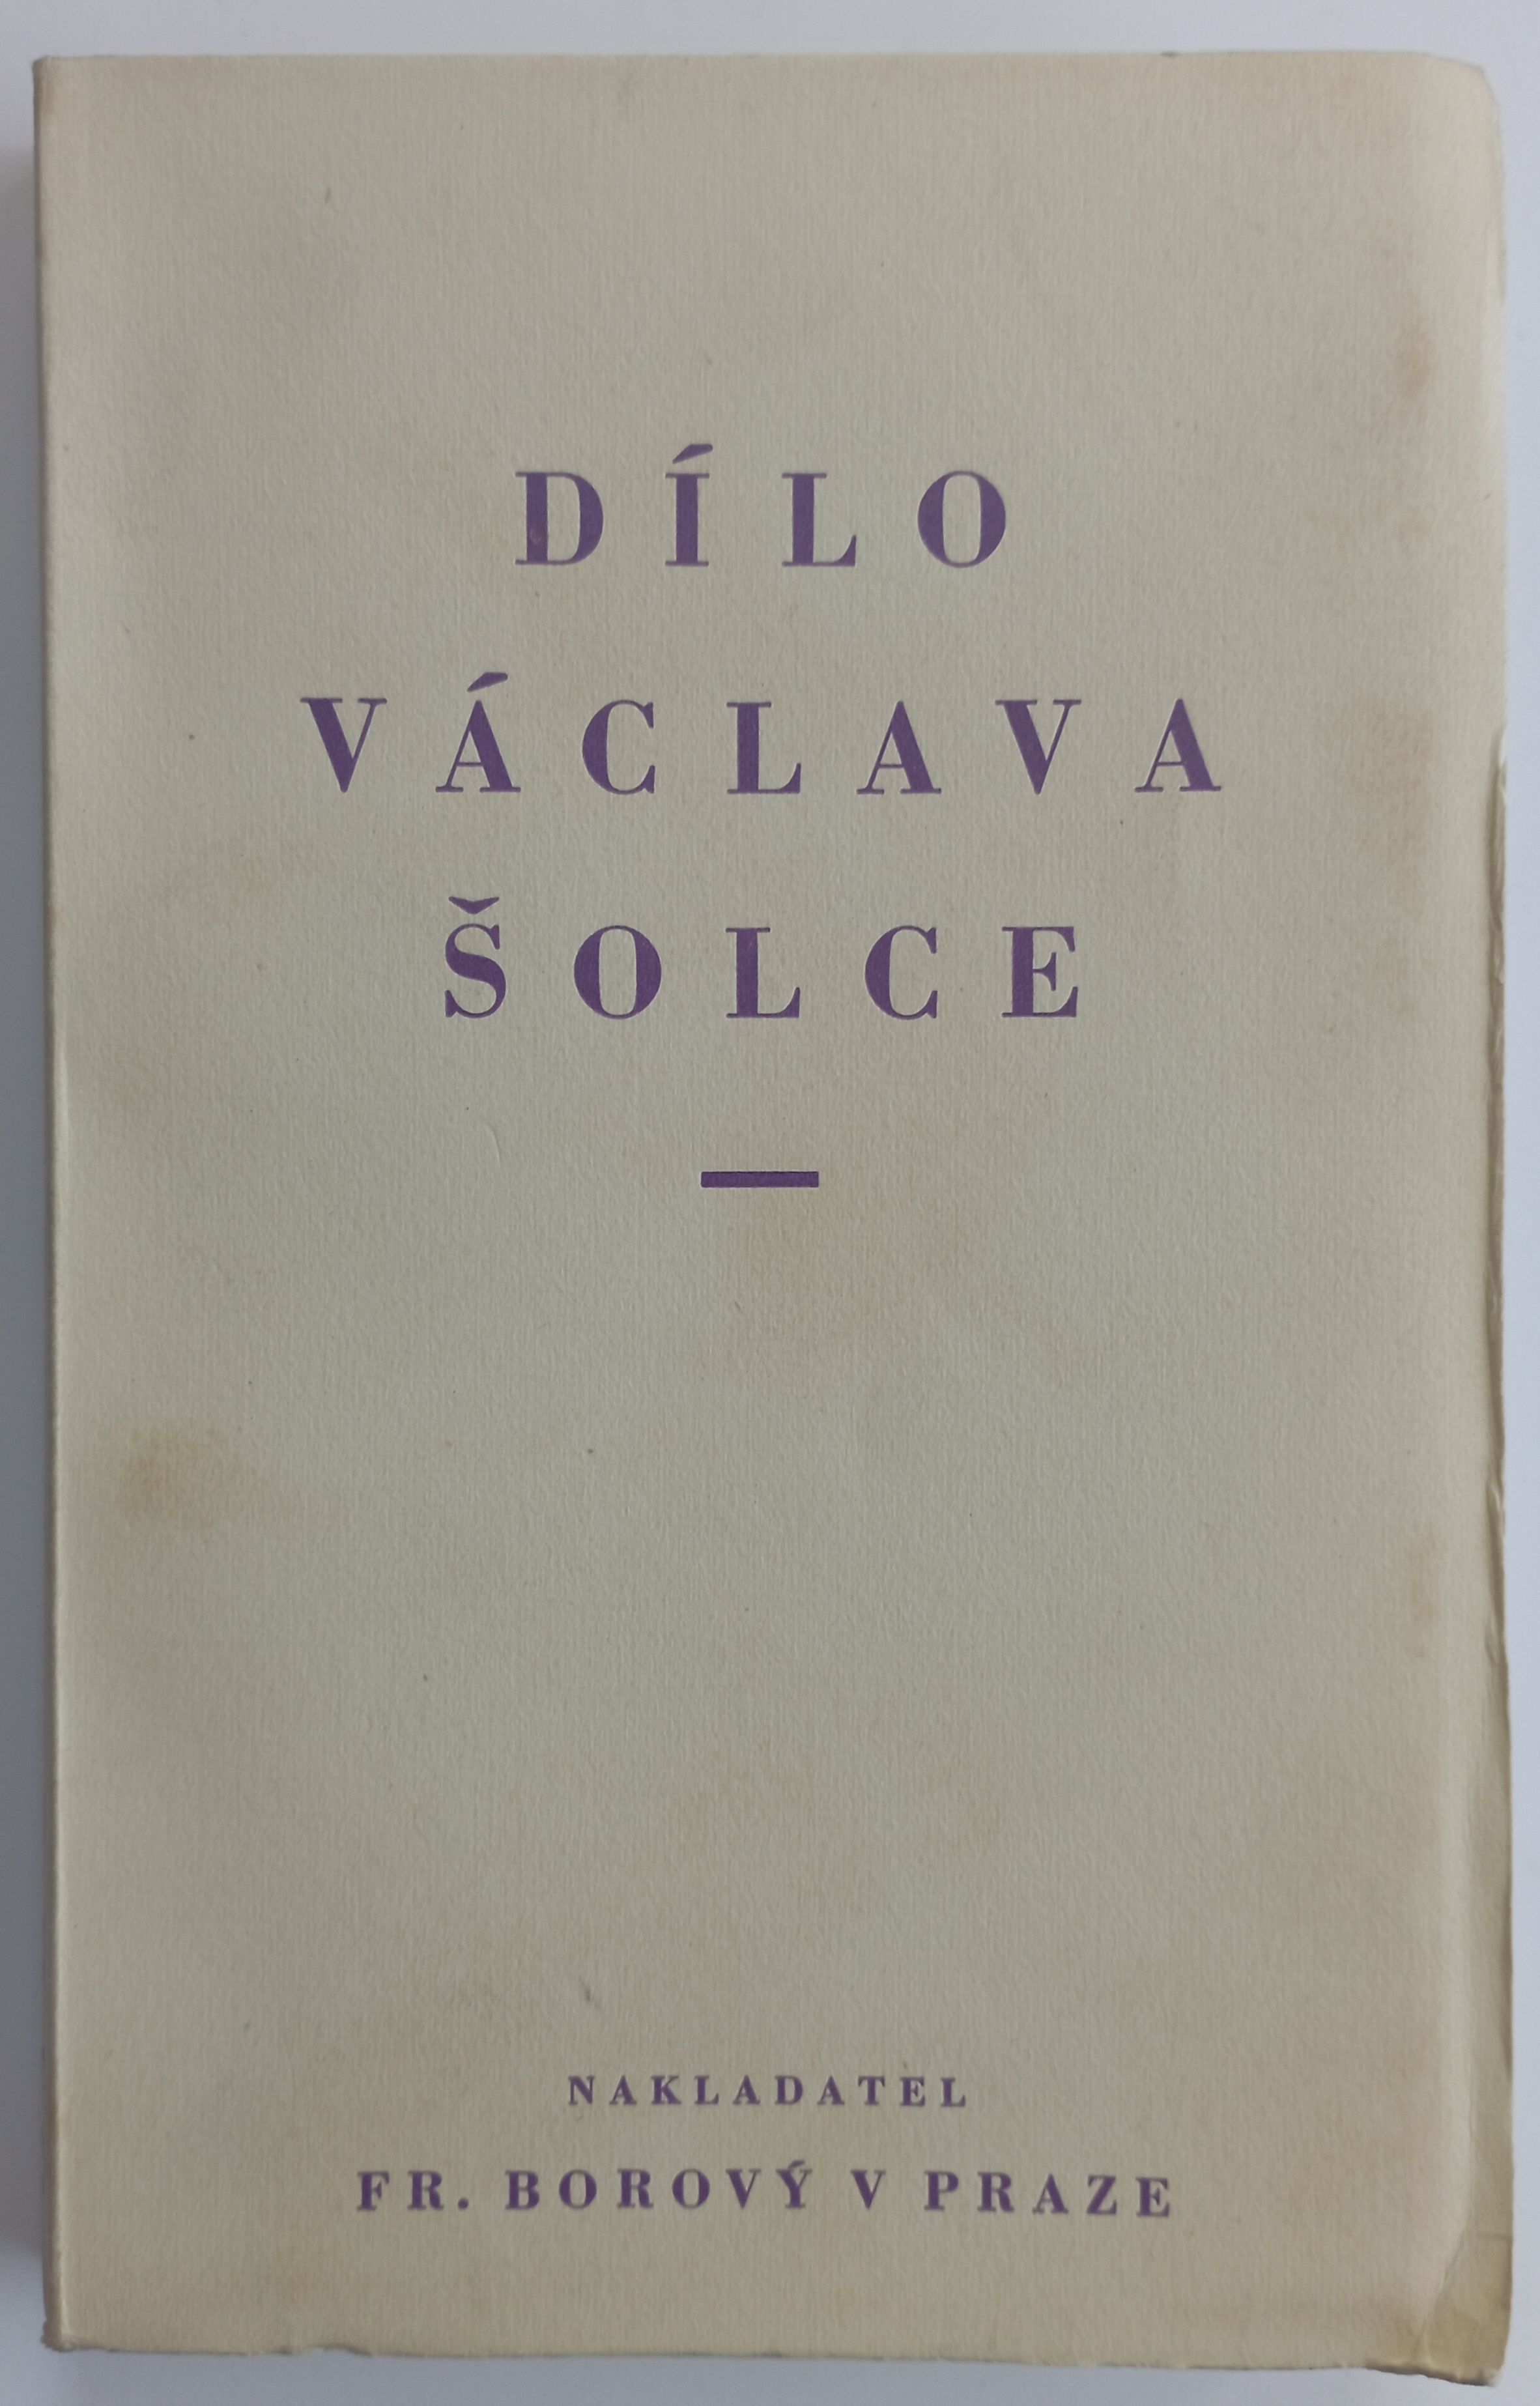 DÍLO
VÁCLAVA
ŠOLCE
NAKLADATEL
FR. BOROVÝ V PRAZE